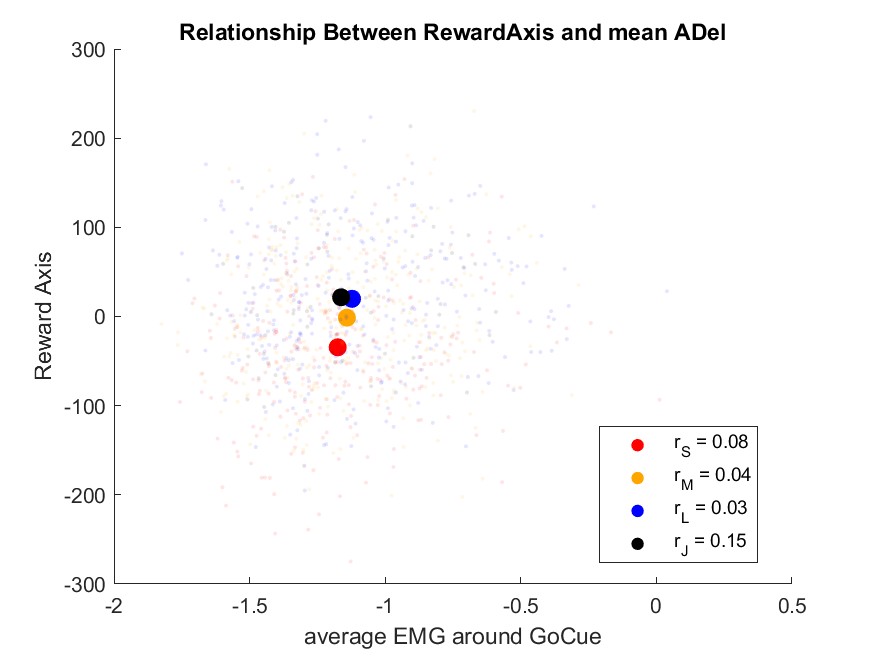 Relationship Between RewardAxis and mean ADel
300
200
100
0
-100
-200
-300
Reward Axis
-2
-1.5
-1
-0.5
0
0.5
average EMG around GoCue
r_S = 0.08
r_M = 0.04
r_L = 0.03
r_J = 0.15